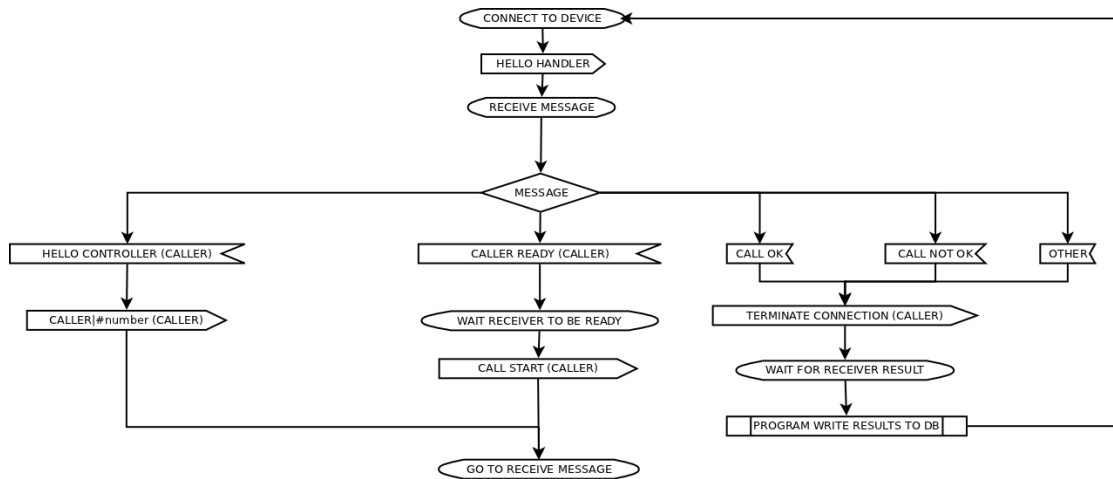 CONNECT TO DEVICE
HELLO HANDLER
RECEIVE MESSAGE
MESSAGE
HELLO CONTROLLER (CALLER)
CALLER READY (CALLER)
CALL OK
CALL NOT OK
OTHER
CALLER|#number (CALLER)
WAIT RECEIVER TO BE READY
TERMINATE CONNECTION (CALLER)
CALL START (CALLER)
WAIT FOR RECEIVER RESULT
PROGRAM WRITE RESULTS TO DB
GO TO RECEIVE MESSAGE